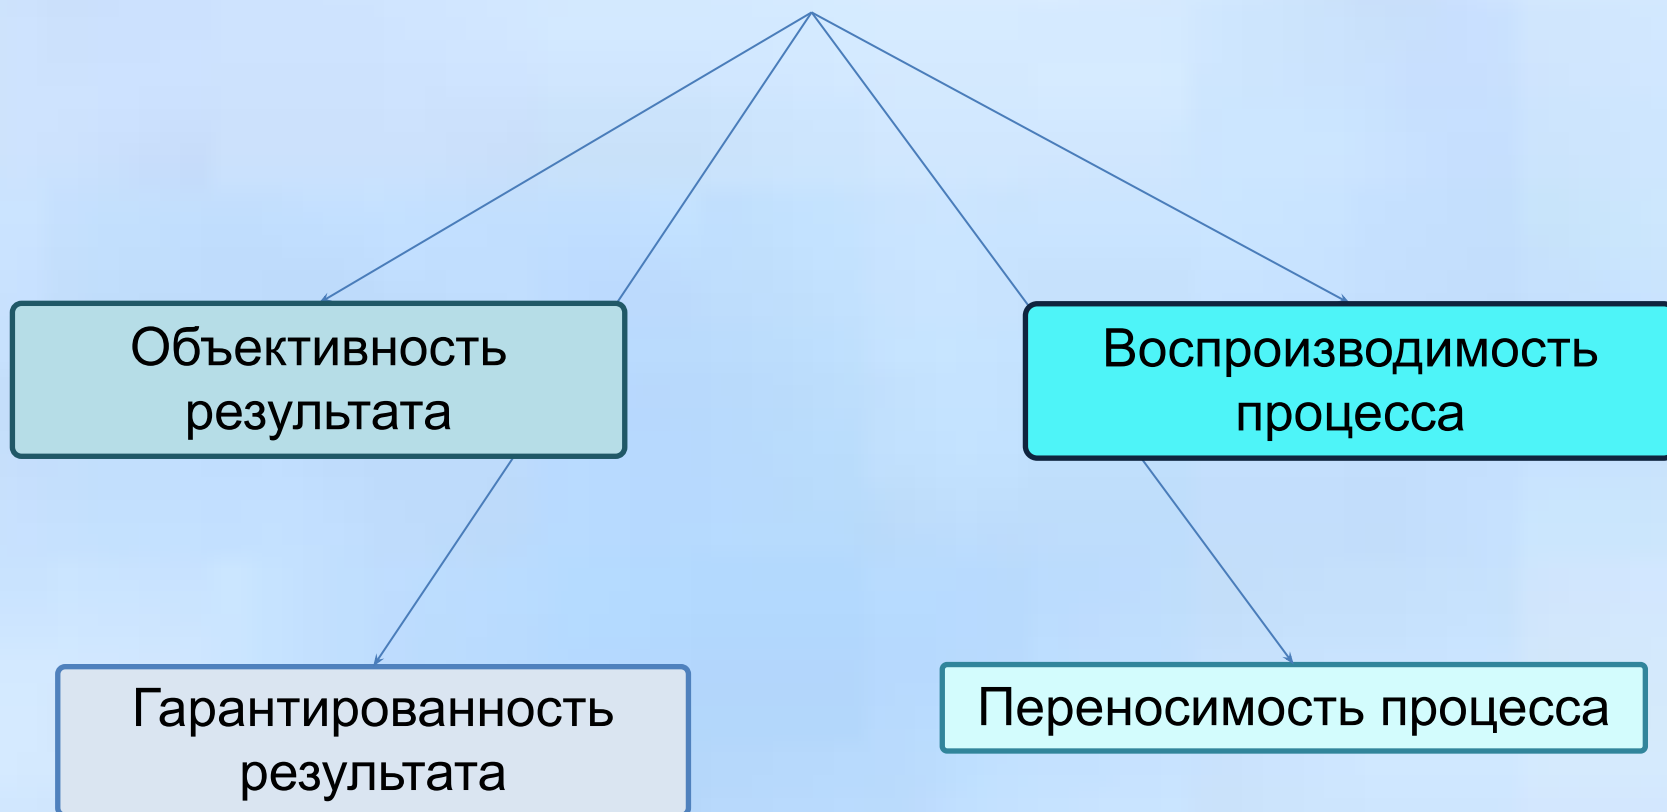 Объективность
результата
Воспроизводимость
процесса
Гарантированность
результата
Переносимость процесса